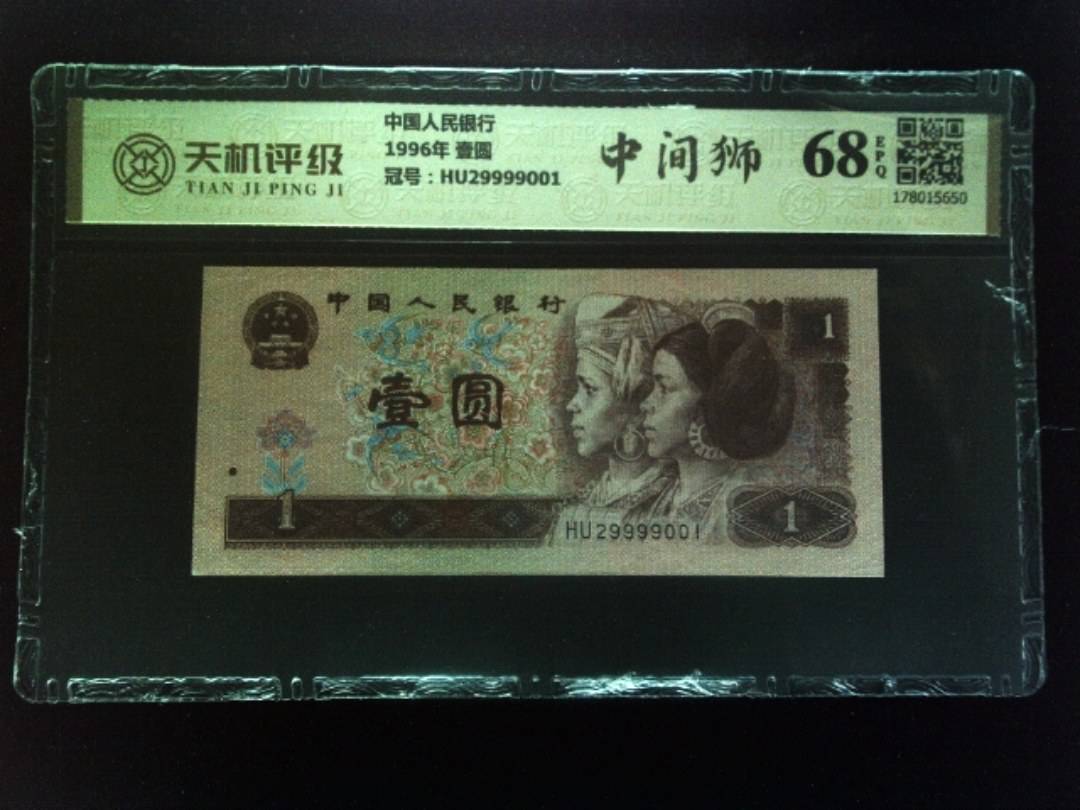 天机评级
TIAN JI PING JI
中国人民银行
1996年 壹圆
冠号：HU29999001
中间狮
68
EPQ
178015650
中国人民银行
1
壹圆
1
1
HU29999001